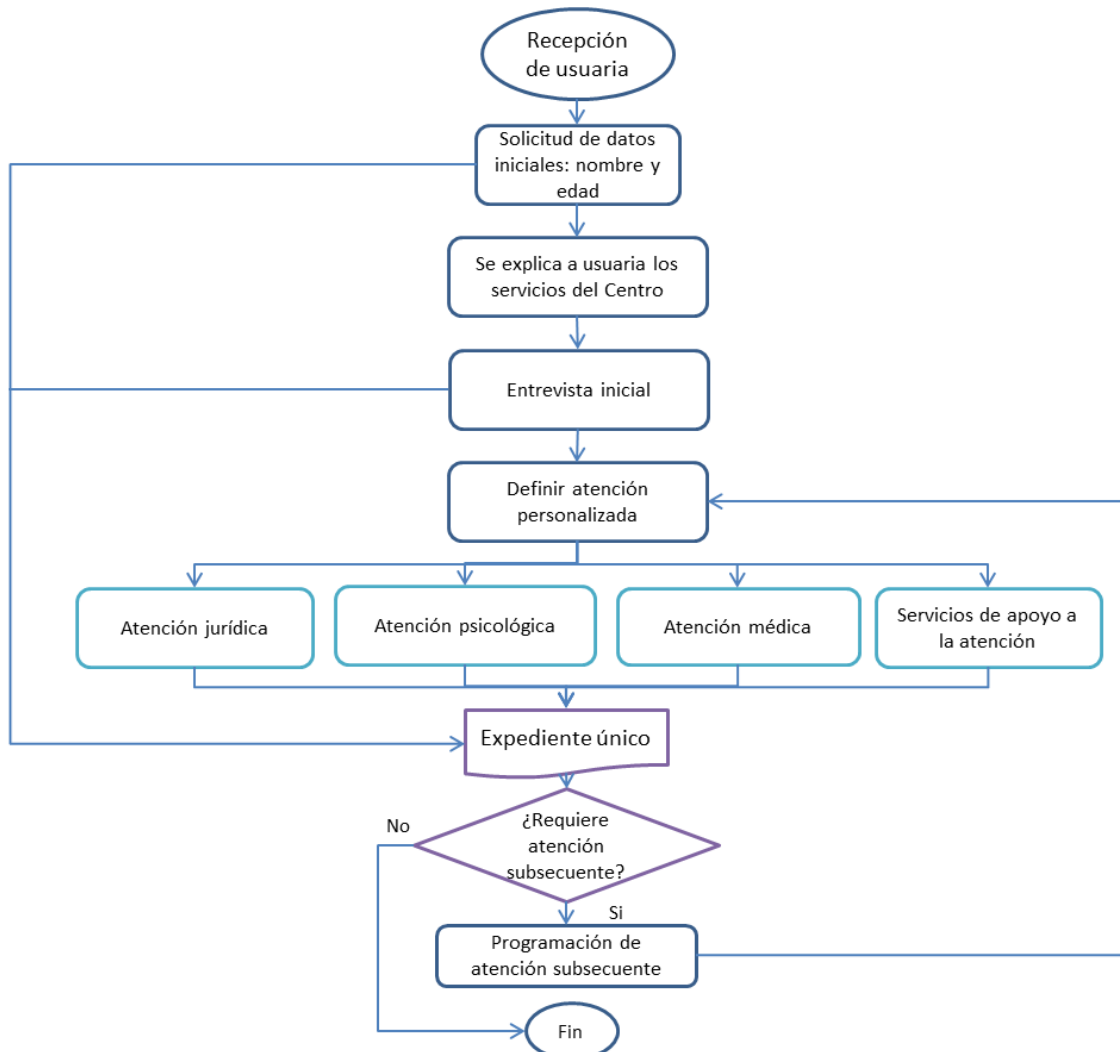 Recepción
de usuaria
Solicitud de datos
iniciales: nombre y
edad
Se explica a usuaria los
servicios del Centro
Entrevista inicial
Definir atención
personalizada
Atención jurídica
Atención psicológica
Atención médica
Servicios de apoyo a
la atención
Expediente único
¿Requiere
atención
subsecuente?
No
Si
Programación de
atención subsecuente
Fin